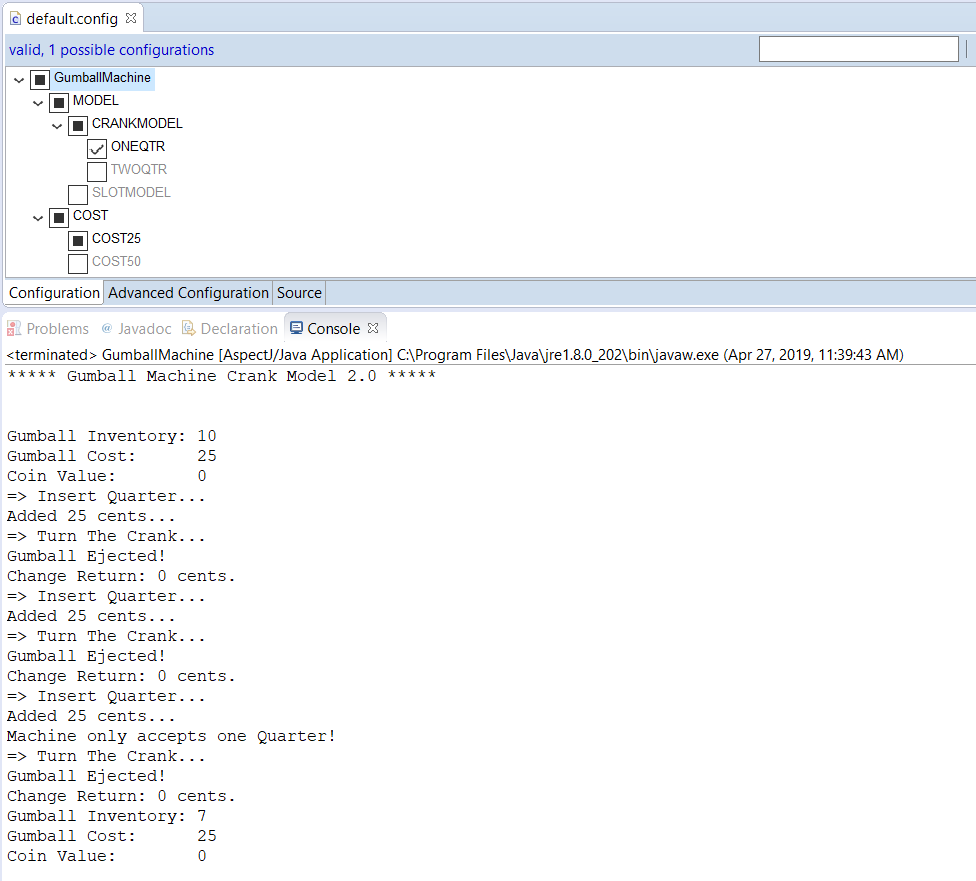 default.config
valid, 1 possible configurations
GumballMachine
MODEL
CRANKMODEL
ONEQTR
TWOQTR
SLOTMODEL
COST
COST25
COST50
Configuration Advanced Configuration Source
Problems @ Javadoc Declaration Console
<terminated> GumballMachine [AspectJ/Java Application] C:\Program Files\Java\jre1.8.0_202\bin\javaw.exe (Apr 27, 2019, 11:39:43 AM)
***** Gumball Machine Crank Model 2.0 *****
Gumball Inventory: 10
Gumball Cost:      25
Coin Value:        0
=> Insert Quarter...
Added 25 cents...
=> Turn The Crank...
Gumball Ejected!
Change Return: 0 cents.
=> Insert Quarter...
Added 25 cents...
=> Turn The Crank...
Gumball Ejected!
Change Return: 0 cents.
=> Insert Quarter...
Added 25 cents...
Machine only accepts one Quarter!
=> Turn The Crank...
Gumball Ejected!
Change Return: 0 cents.
Gumball Inventory: 7
Gumball Cost:      25
Coin Value:        0